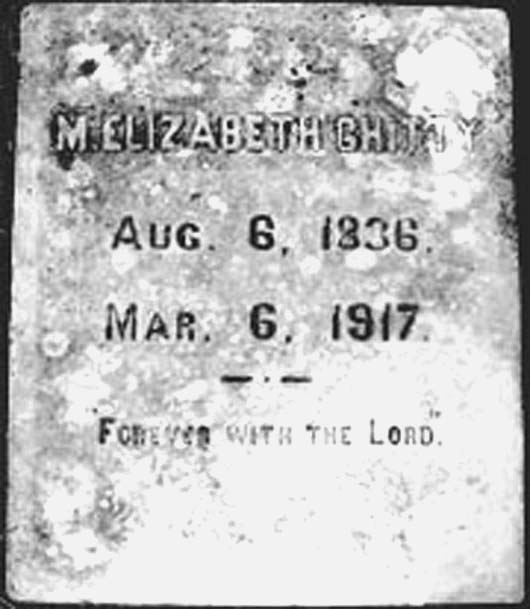 M. ELIZABETH CHITTY
AUG. 6, 1836.
MAR. 6, 1917.
FOREVER WITH THE LORD."